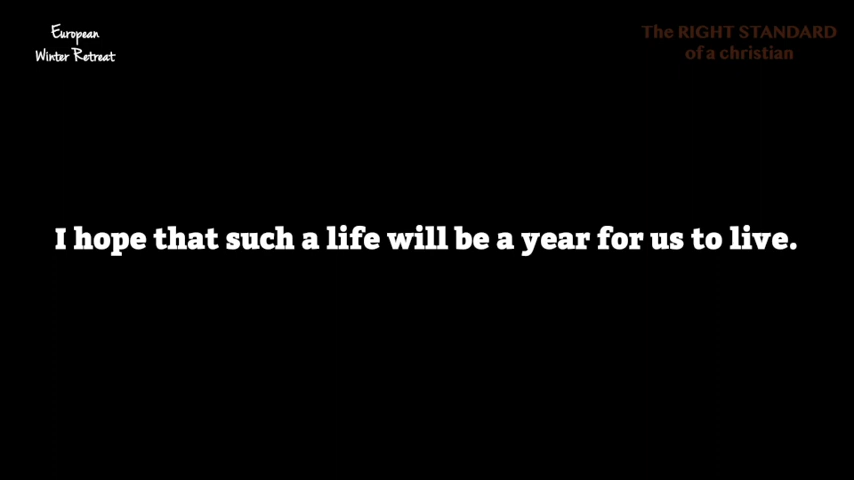 European
Winter Retreat
The RIGHT STANDARD
of a christian
I hope that such a life will be a year for us to live.